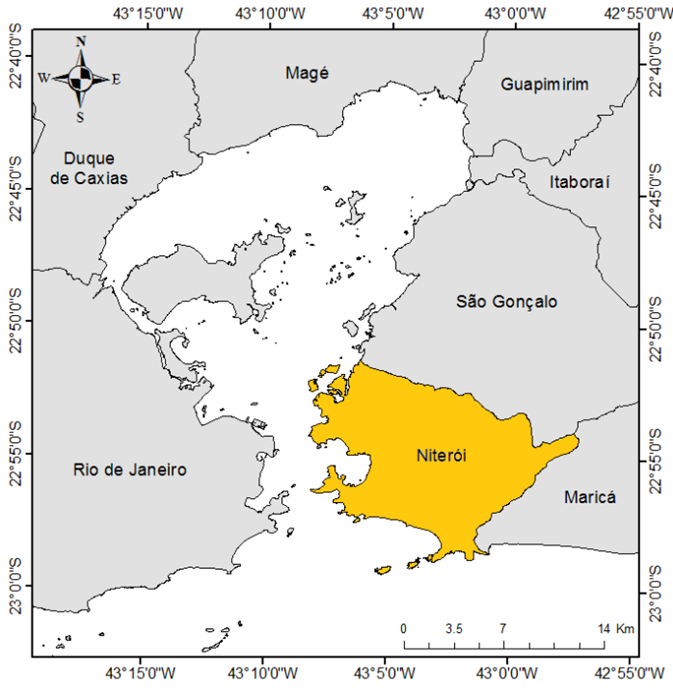 43°15'0"W 43°10'0"W 43°5'0"W 43°0'0"W 42°55'0"W
22°40'0"S
22°40'0"S
N
W E
S
Magé
Guapimirim
Duque
de Caxias
Itaboraí
22°45'0"S
22°45'0"S
São Gonçalo
22°50'0"S
22°50'0"S
Niterói
Rio de Janeiro
22°55'0"S
22°55'0"S
Maricá
23°0'0"S
23°0'0"S
0 3.5 7 14 Km
43°15'0"W 43°10'0"W 43°5'0"W 43°0'0"W 42°55'0"W